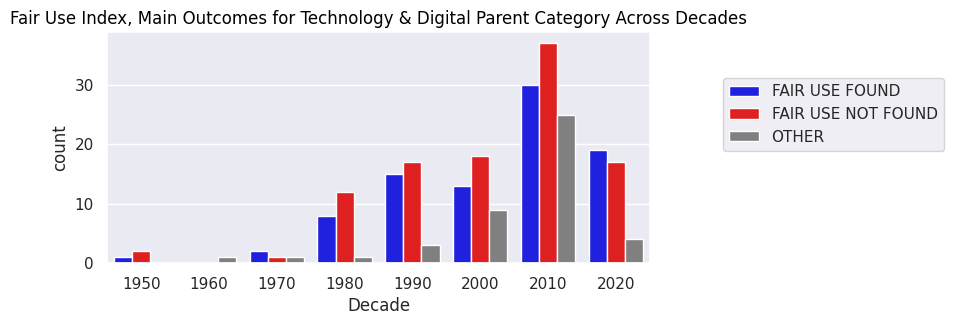 Fair Use Index, Main Outcomes for Technology & Digital Parent Category Across Decades
count
30
20
10
0
1950 1960 1970 1980 1990 2000 2010 2020
Decade
FAIR USE FOUND
FAIR USE NOT FOUND
OTHER